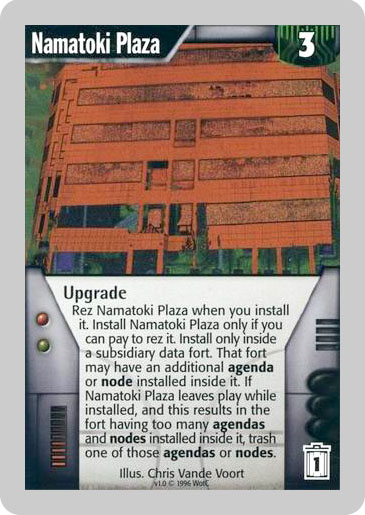 Namatoki Plaza
3
Upgrade
Rez Namatoki Plaza when you install
it. Install Namatoki Plaza only if you
can pay to rez it. Install only inside
a subsidiary data fort. That fort
may have an additional agenda
or node installed inside it. If
Namatoki Plaza leaves play while
installed, and this results in the
fort having too many agendas
and nodes installed inside it, trash
one of those agendas or nodes.
1
Illus. Chris Vande Voort
v1.0 © 1996 WotC